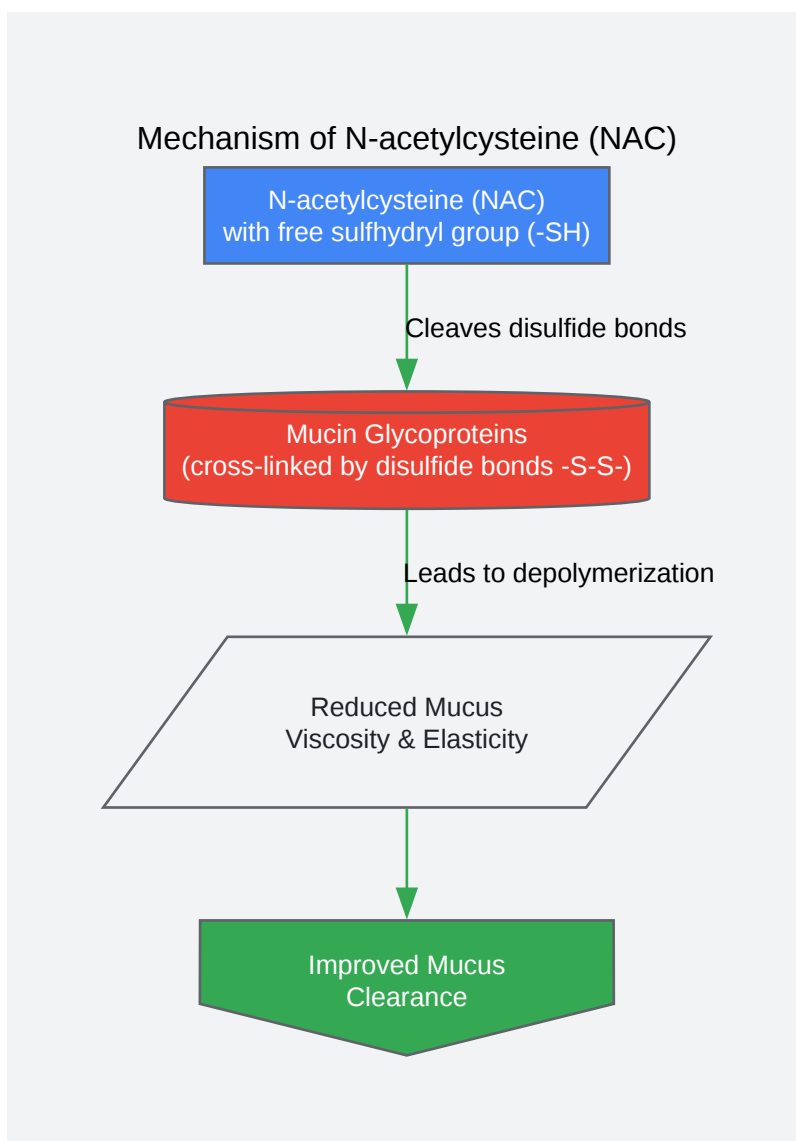 Mechanism of N-acetylcysteine (NAC)
N-acetylcysteine (NAC)
with free sulfhydryl group (-SH)
Cleaves disulfide bonds
Mucin Glycoproteins
(cross-linked by disulfide bonds -S-S-)
Leads to depolymerization
Reduced Mucus
Viscosity & Elasticity
Improved Mucus
Clearance